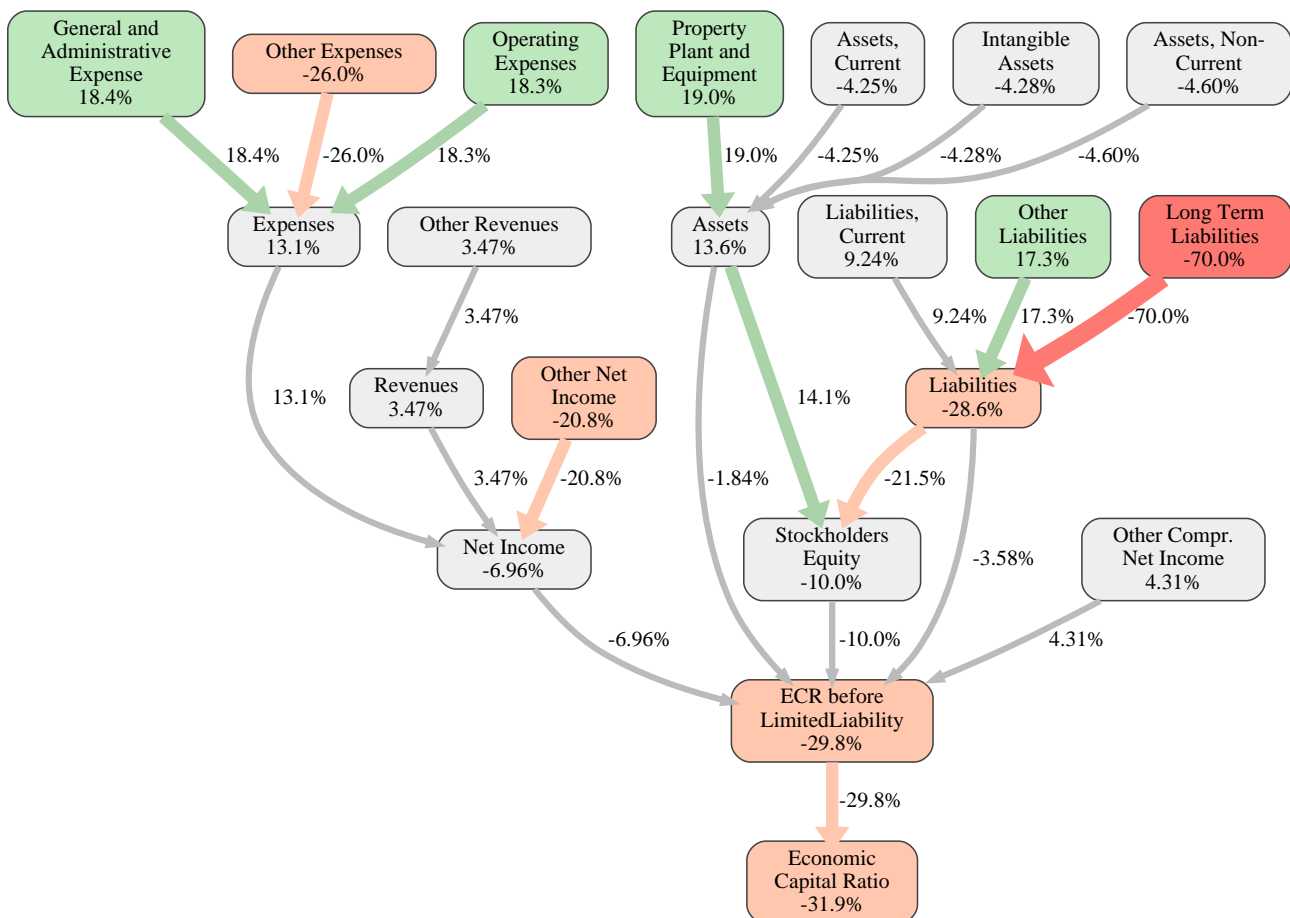 General and
Administrative
Expense
18.4%
Other Expenses
-26.0%
Operating
Expenses
18.3%
Property
Plant and
Equipment
19.0%
Assets,
Current
-4.25%
Intangible
Assets
-4.28%
Assets, Non-
Current
-4.60%
18.4%
-26.0%
18.3%
19.0%
-4.25%
-4.28%
-4.60%
Expenses
13.1%
Other Revenues
3.47%
Assets
13.6%
Liabilities,
Current
9.24%
Other
Liabilities
17.3%
Long Term
Liabilities
-70.0%
3.47%
9.24%
17.3%
-70.0%
13.1%
Revenues
3.47%
Other Net
Income
-20.8%
14.1%
Liabilities
-28.6%
3.47%
-20.8%
-1.84%
-21.5%
Net Income
-6.96%
Stockholders
Equity
-10.0%
-3.58%
Other Compr.
Net Income
4.31%
-6.96%
-10.0%
4.31%
ECR before
LimitedLiability
-29.8%
-29.8%
Economic
Capital Ratio
-31.9%